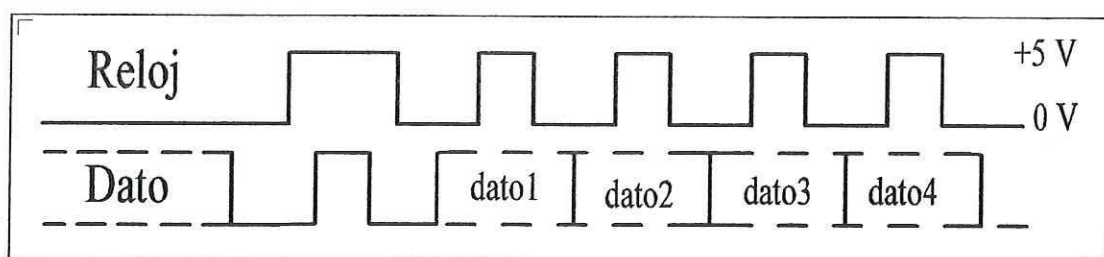 Reloj
+5 V
0 V
Dato
dato1
dato2
dato3
dato4